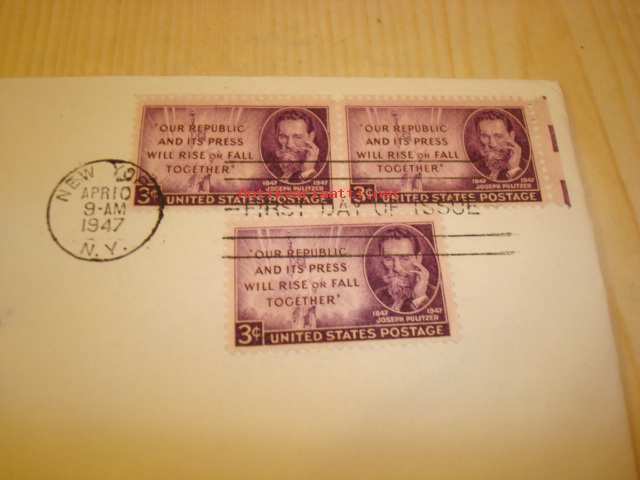 "OUR REPUBLIC
AND ITS PRESS
WILL RISE OR FALL
TOGETHER"
1847 1947
JOSEPH PULITZER
3¢ UNITED STATES POSTAGE
"OUR REPUBLIC
AND ITS PRESS
WILL RISE OR FALL
TOGETHER"
1847 1947
JOSEPH PULITZER
3¢ UNITED STATES POSTAGE
NEW YORK
APR 10
9-AM
1947
N.Y.
FIRST DAY OF ISSUE
"OUR REPUBLIC
AND ITS PRESS
WILL RISE OR FALL
TOGETHER"
1847 1947
JOSEPH PULITZER
3¢ UNITED STATES POSTAGE